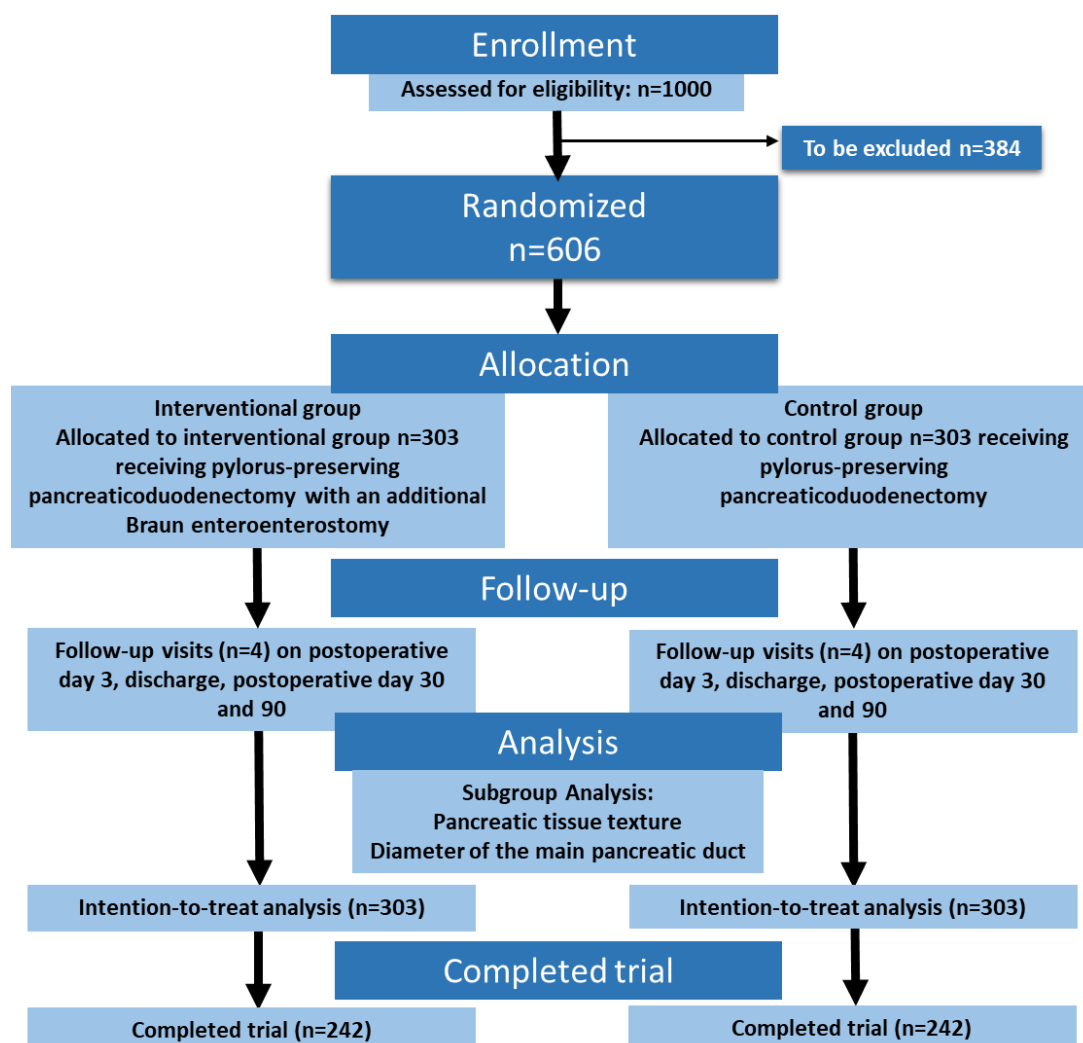 Enrollment
Assessed for eligibility: n=1000
To be excluded n=384
Randomized
n=606
Allocation
Interventional group
Allocated to interventional group n=303
receiving pylorus-preserving
pancreaticoduodenectomy with an additional
Braun enteroenterostomy
Control group
Allocated to control group n=303 receiving
pylorus-preserving
pancreaticoduodenectomy
Follow-up
Follow-up visits (n=4) on postoperative
day 3, discharge, postoperative day 30
and 90
Follow-up visits (n=4) on postoperative
day 3, discharge, postoperative day 30
and 90
Analysis
Subgroup Analysis:
Pancreatic tissue texture
Diameter of the main pancreatic duct
Intention-to-treat analysis (n=303)
Intention-to-treat analysis (n=303)
Completed trial
Completed trial (n=242)
Completed trial (n=242)